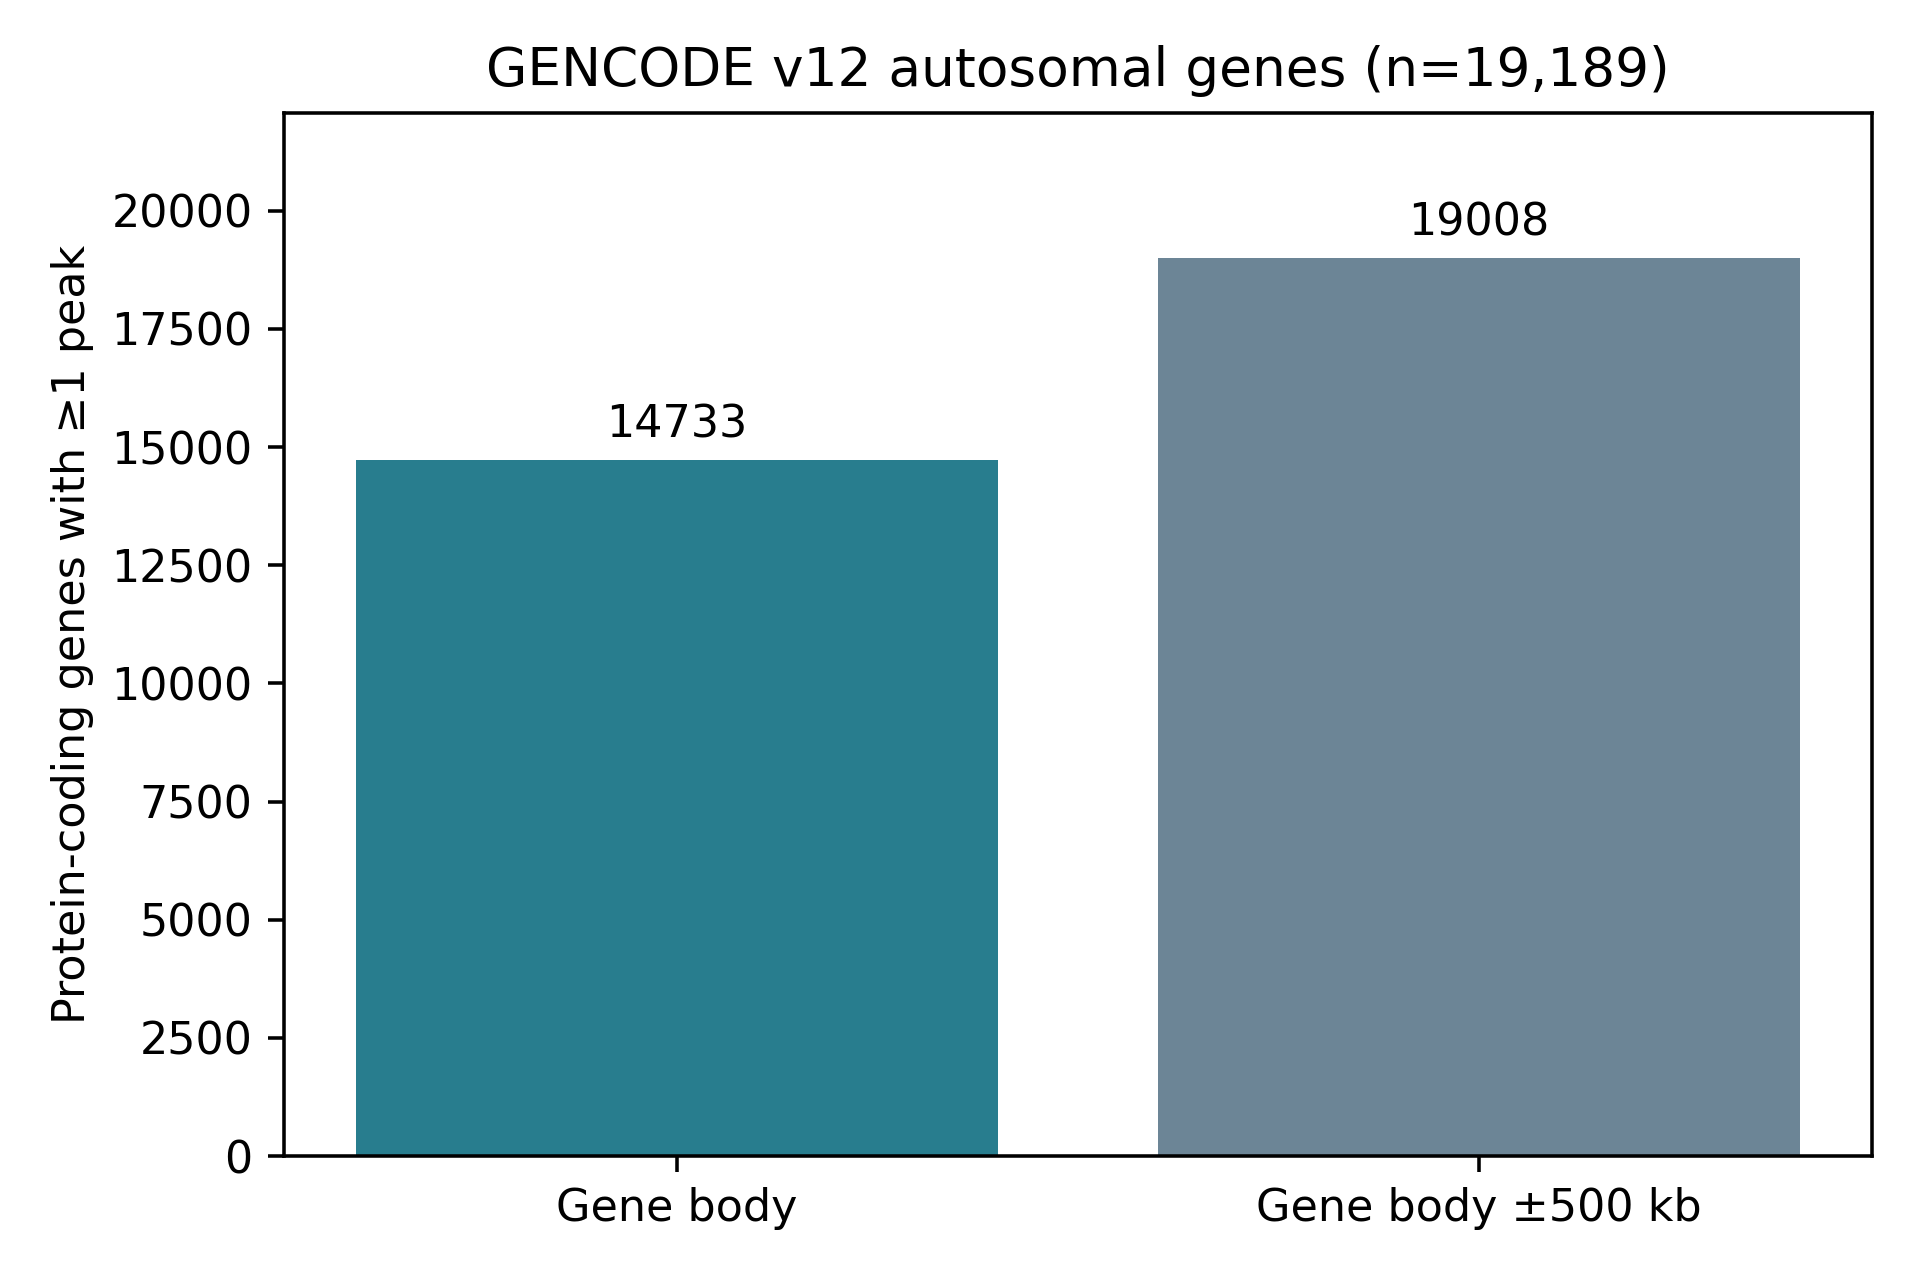 GENCODE v12 autosomal genes (n=19,189)
Protein-coding genes with ≥1 peak
20000
17500
15000
12500
10000
7500
5000
2500
0
14733
19008
Gene body
Gene body ±500 kb